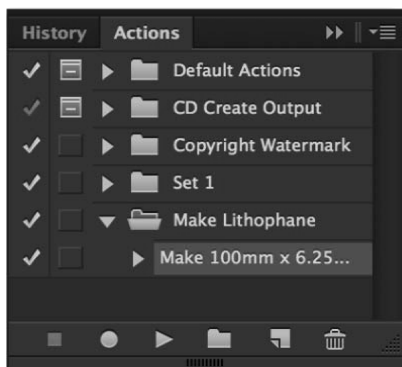 History Actions
Default Actions
CD Create Output
Copyright Watermark
Set 1
Make Lithophane
Make 100mm x 6.25...